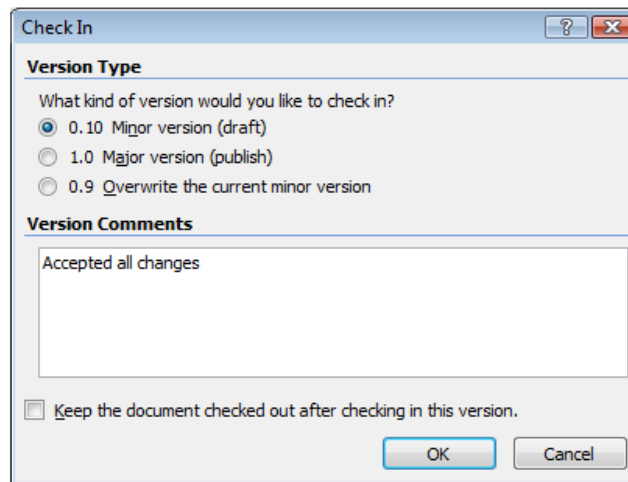 Check In
Version Type
What kind of version would you like to check in?
0.10 Minor version (draft)
1.0 Major version (publish)
0.9 Overwrite the current minor version
Version Comments
Accepted all changes
Keep the document checked out after checking in this version.
OK Cancel